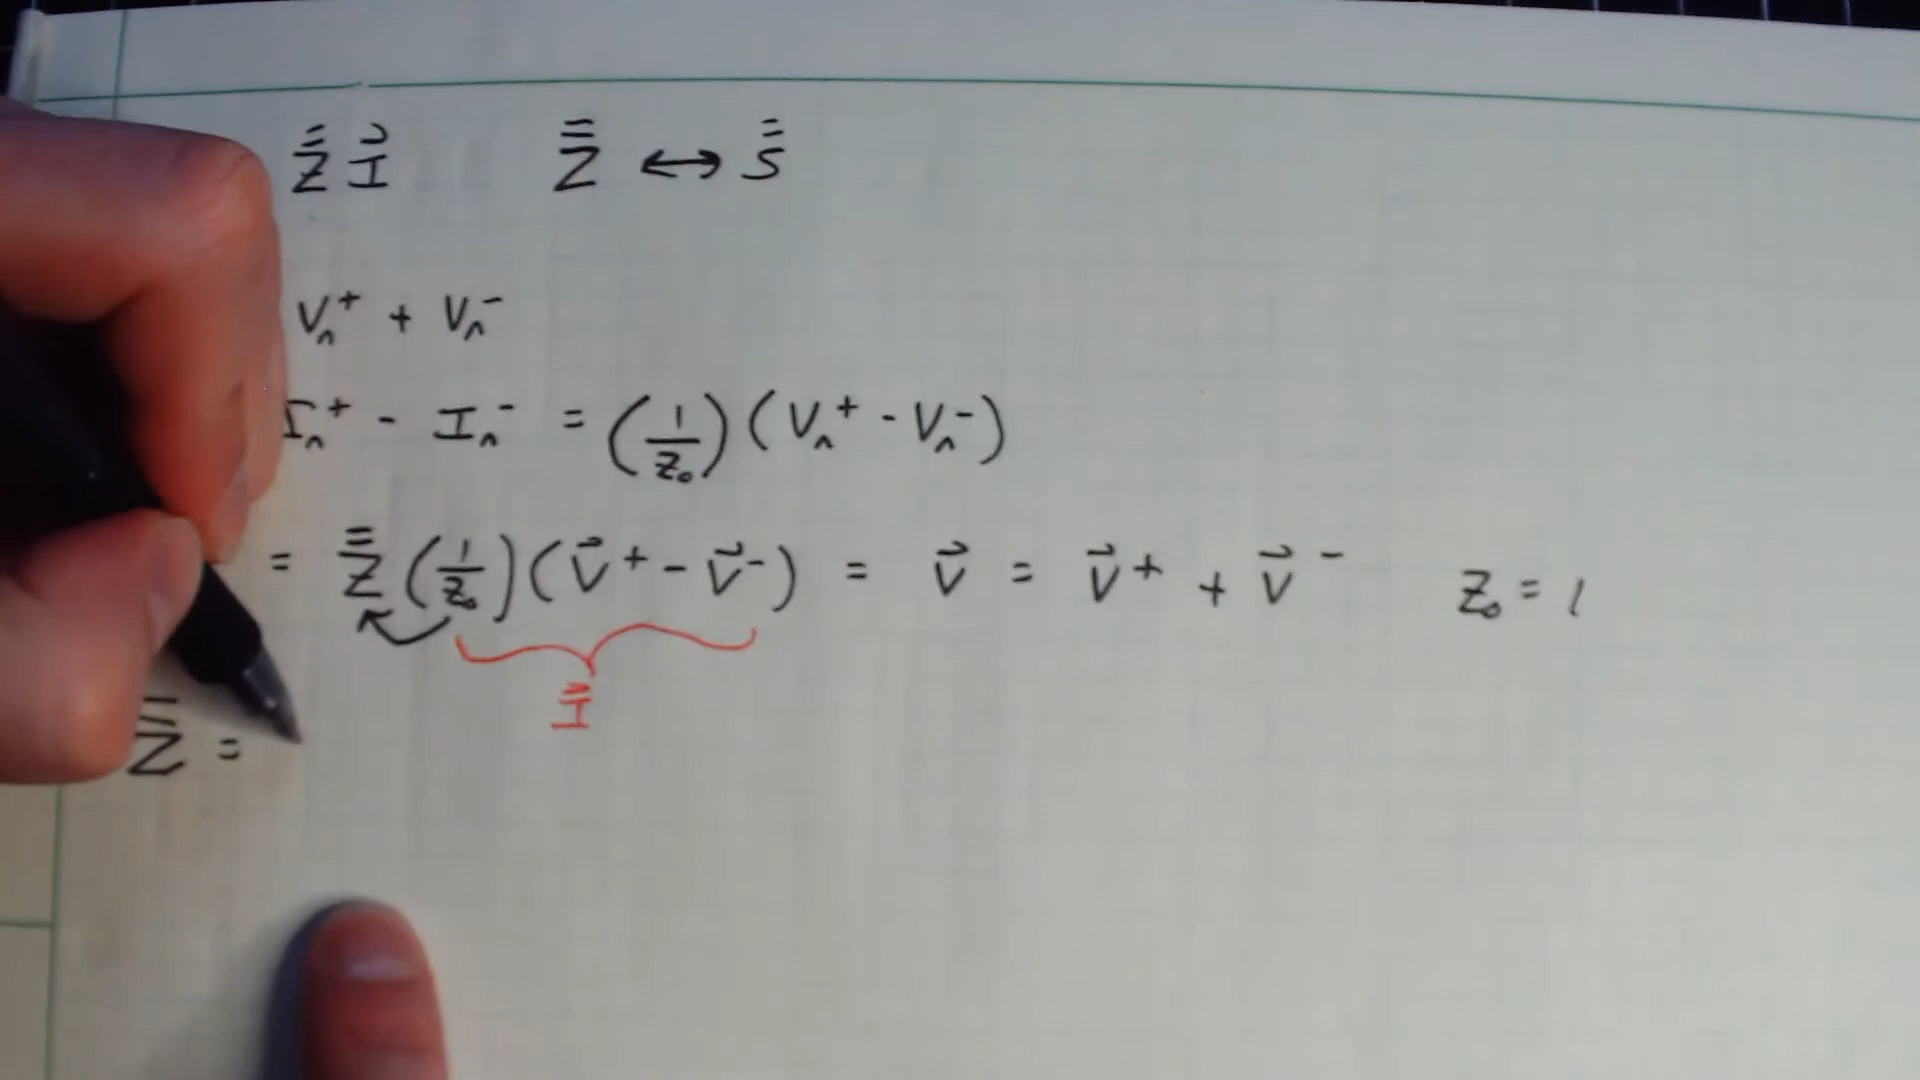 Z̿ I⃗   Z̿ ↔ S̿
Vₙ⁺ + Vₙ⁻
Iₙ⁺ - Iₙ⁻ = (1/Z₀)(Vₙ⁺ - Vₙ⁻)
= Z̿ (1/Z₀)(V⃗⁺ - V⃗⁻) = V⃗ = V⃗⁺ + V⃗⁻   Z₀ = 1
I⃗
Z̿ =